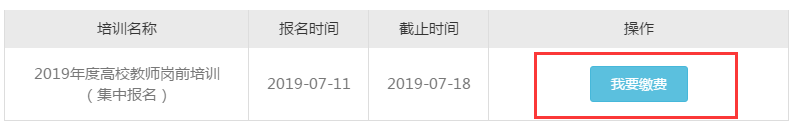 培训名称 报名时间 截止时间 操作
2019年度高校教师岗前培训
（集中报名） 2019-07-11 2019-07-18 我要缴费